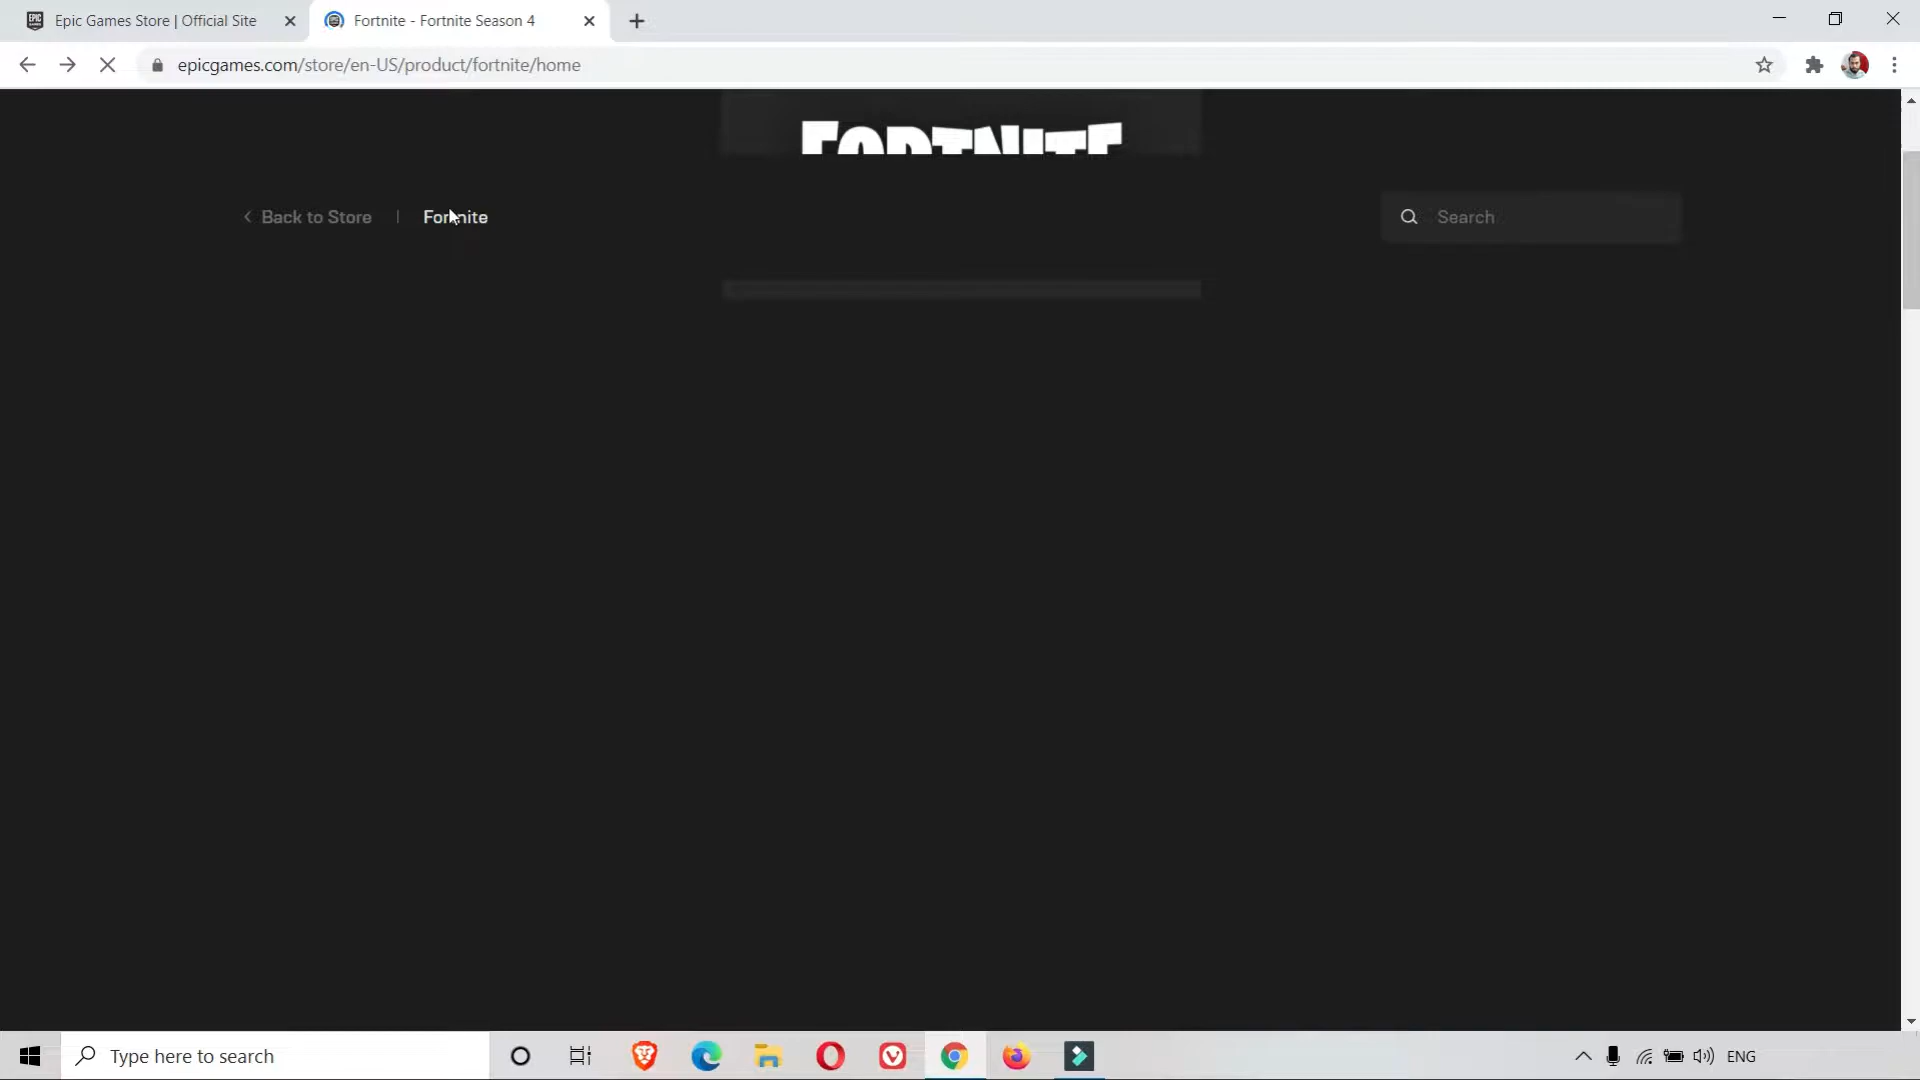 Epic Games Store | Official Site
Fortnite - Fortnite Season 4
epicgames.com/store/en-US/product/fortnite/home
FORTNITE
Back to Store | Fortnite
Search
Type here to search
ENG